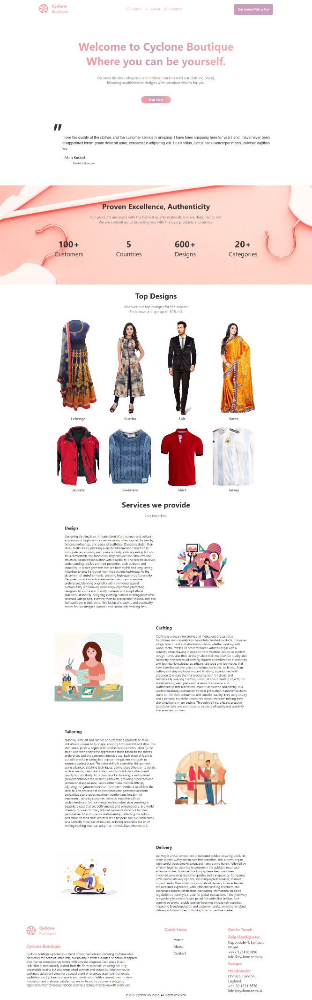 Cyclone
Boutique
Home
About
Contact
Get Started With a Mail
Welcome to Cyclone Boutique
Where you can be yourself.
Discover timeless elegance and modern comfort with our clothing brand,
blending sophisticated designs with premium fabrics for you.
Visit Store
"
I love the quality of the clothes and the customer service is amazing. I have been shopping here for years and I have never been
disappointed lorem ipsum dolor sit amet, consectetur adipiscing elit. Ut elit tellus, luctus nec ullamcorper mattis, pulvinar dapibus
leo.
- Akira Kimbot
Model/Influencer
Proven Excellence, Authenticity
Our products are made with the highest quality materials and are designed to last.
We are committed to providing you with the best products and service.
100+ 5 600+ 20+
Customers Countries Designs Categories
Top Designs
Discover our top designs for the season.
Shop now and get up to 50% off.
Lehenga Kurtha Suit Saree
Jackets Sweaters Shirt Jersey
Services we provide
Our Experties.
Design
Designing clothing is an intricate blend of art, science, and cultural
expression. It begins with a creative vision, often inspired by trends,
historical influences, and personal aesthetics. Designers sketch their
ideas, meticulously planning every detail from fabric selection to
color palettes, ensuring each piece not only looks appealing but also
feels comfortable and functional. They consider the silhouette and
structure, balancing innovation with wearability. The process involves
understanding textiles and their properties, such as drape and
durability, to create garments that are both stylish and long-lasting.
Attention to detail is crucial, from the stitching techniques to the
placement of embellishments, ensuring high-quality craftsmanship.
Designers must also anticipate market trends and consumer
preferences, blending originality with commercial appeal.
Sustainability is becoming increasingly important, prompting
designers to source eco-friendly materials and adopt ethical
practices. Ultimately, designing clothing is about creating pieces that
resonate with people, allowing them to express their individuality and
feel confident in their attire. This fusion of creativity and practicality
makes fashion design a dynamic and continually evolving field.
Crafting
Crafting is a deeply rewarding and meticulous process that
transforms raw materials into beautifully finished products. It involves
a high level of skill and attention to detail, whether working with
wood, metal, textiles, or other mediums. Artisans begin with a
concept, often drawing inspiration from tradition, nature, or modern
design trends, and then carefully select their materials for quality and
suitability. The process of crafting requires a combination of creativity
and technical knowledge, as artisans use tools and techniques that
have been honed over years, sometimes centuries. Each step, from
cutting and shaping to joining and finishing, is performed with
precision to ensure the final product is both functional and
aesthetically pleasing. Crafting is not just about creating objects; it's
about imbuing each piece with a sense of character and
craftsmanship that reflects the maker's dedication and artistry. In a
world increasingly dominated by mass production, handcrafted items
stand out for their uniqueness and superior quality. They carry a story
and a personal touch that machines cannot replicate, making them
cherished items in any setting. Through crafting, artisans preserve
traditional skills and contribute to a culture of quality and creativity
that enriches our lives.
Tailoring
Tailoring is the art and science of customizing garments to fit an
individual's unique body shape, ensuring both comfort and style. This
meticulous process begins with precise measurements taken by the
tailor, who then selects the appropriate fabric based on the client's
preferences and the garment's intended use. Each piece of fabric is
cut with precision, taking into account the pattern and grain to
ensure a perfect drape. The tailor skillfully assembles the garment
using advanced stitching techniques, paying close attention to details
such as seams, hems, and linings, which contribute to the overall
quality and durability. Fit is paramount in tailoring; a well-tailored
garment enhances the wearer's silhouette, providing a polished and
professional appearance. Tailors often make multiple fittings,
adjusting the garment based on the client's feedback to achieve the
ideal fit. This process not only enhances the garment's aesthetic
appeal but also ensures maximum comfort and freedom of
movement. Tailoring combines technical expertise with an
understanding of fashion trends and individual style, resulting in
bespoke pieces that are both timeless and contemporary. In a world
of ready-to-wear clothing, tailored garments stand out for their
personalized fit and superior craftsmanship, reflecting the tailor's
dedication to their craft. Whether it's a bespoke suit, a custom dress,
or a perfectly fitted pair of trousers, tailoring celebrates the art of
making clothing that is as unique as the individual who wears it.
Delivery
Delivery is a vital component of customer service, ensuring products
reach buyers swiftly and in excellent condition. This process begins
with careful packaging to safeguard items during transit, followed by
efficient logistics planning to determine the quickest, most cost-
effective routes. Advanced tracking systems keep customers
informed, providing real-time updates and transparency. Companies
offer various delivery options, including express services, to meet
urgent needs. Clear communication about delivery times enhances
the customer experience, while efficient handling of returns and
exchanges ensures satisfaction. Navigating international shipping
regulations smoothly is crucial for global transactions. Timely delivery
is especially important in fast-paced industries like fashion. As e-
commerce grows, reliable delivery becomes increasingly essential,
impacting brand reputation and customer loyalty. Investing in robust
delivery solutions is key to thriving in a competitive market.
Cyclone
Boutique
Cyclone Boutique
Cyclone Boutique epitomizes a blend of bold fashion and enduring craftsmanship.
Nestled in the heart of urban chic, our boutique offers a curated selection of apparel
that marries contemporary trends with timeless elegance. Each piece in our
collection is meticulously crafted from the finest materials, ensuring not only
impeccable quality but also unmatched comfort and durability. Whether you're
seeking a statement piece for a special event or everyday essentials that exude
sophistication, Cyclone Boutique is your destination. With a commitment to style
innovation and customer satisfaction, we invite you to discover a shopping
experience that transcends fashion, leaving a lasting impression with every visit.
Quick Links
Home
About
Contact
Get In Touch
Asia Headquater
Kupondole-1, Lalitpur,
Nepal
+977 1234567890
info@cyclone.com.np
Europe
Headquater
Chelsea, London,
England
+44 20 1234 5678
info@cyclone.com.uk
© 2021 Cyclone Boutique. All Rights Reserved.